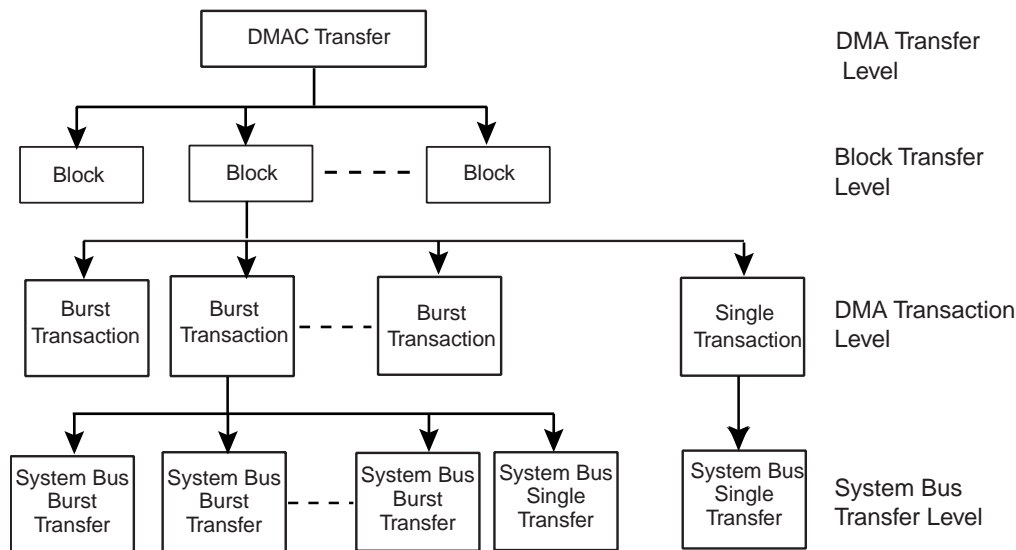 DMAC Transfer
DMA Transfer
Level
Block
Block
Block
Block Transfer
Level
Burst
Transaction
Burst
Transaction
Burst
Transaction
Single
Transaction
DMA Transaction
Level
System Bus
Burst
Transfer
System Bus
Burst
Transfer
System Bus
Burst
Transfer
System Bus
Single
Transfer
System Bus
Single
Transfer
System Bus
Transfer Level